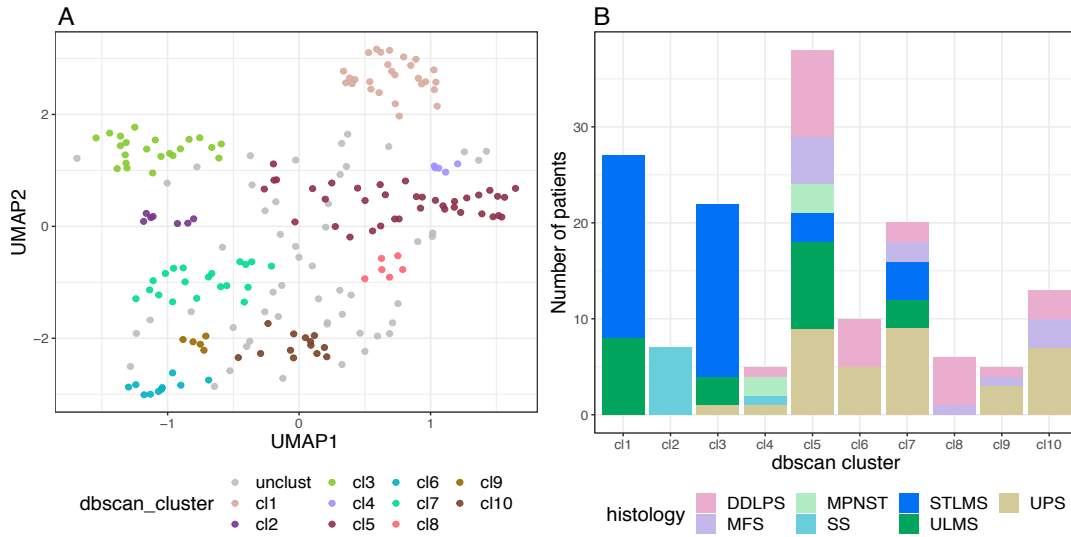 A
B
UMAP2
2
0
−2
−1
0
1
UMAP1
dbscan_cluster
unclust
cl1
cl2
cl3
cl4
cl5
cl6
cl7
cl8
cl9
cl10
Number of patients
30
20
10
0
cl1 cl2 cl3 cl4 cl5 cl6 cl7 cl8 cl9 cl10
dbscan cluster
histology
DDLPS
MFS
MPNST
SS
STLMS
ULMS
UPS